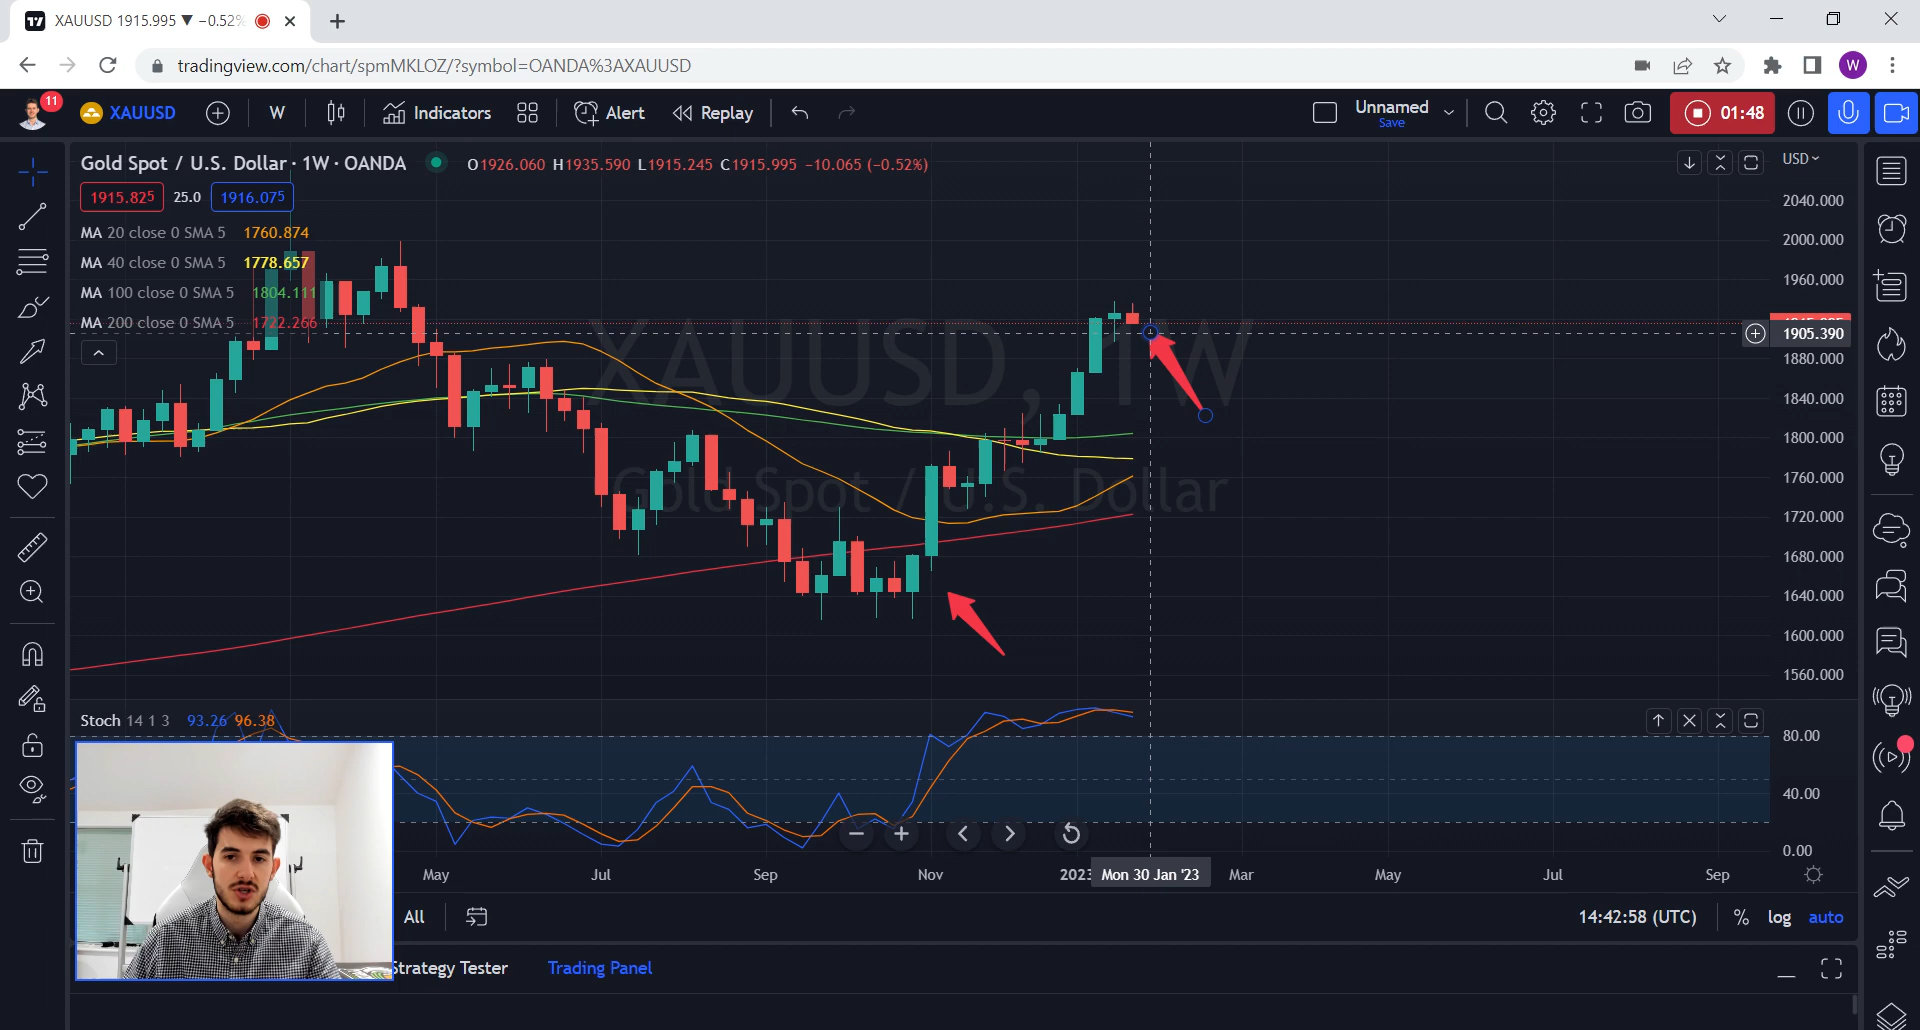 XAUUSD 1915.995 ▼ −0.52%
tradingview.com/chart/spmMKLOZ/?symbol=OANDA%3AXAUUSD
W
11
XAUUSD
W
Indicators
Alert
Replay
Unnamed
Save
01:48
Gold Spot / U.S. Dollar · 1W · OANDA
O1926.060 H1935.590 L1915.245 C1915.995 −10.065 (−0.52%)
USD
1915.825 25.0 1916.075
MA 20 close 0 SMA 5 1760.874
MA 40 close 0 SMA 5 1778.657
MA 100 close 0 SMA 5 1804.111
MA 200 close 0 SMA 5 1722.266
XAUUSD, 1W
Gold Spot / U.S. Dollar
2040.000
2000.000
1960.000
1905.390
1880.000
1840.000
1800.000
1760.000
1720.000
1680.000
1640.000
1600.000
1560.000
Stoch 14 1 3 93.26 96.38
80.00
40.00
0.00
May
Jul
Sep
Nov
2023
Mon 30 Jan '23
Mar
May
Jul
Sep
All
14:42:58 (UTC)
%
log
auto
Strategy Tester
Trading Panel